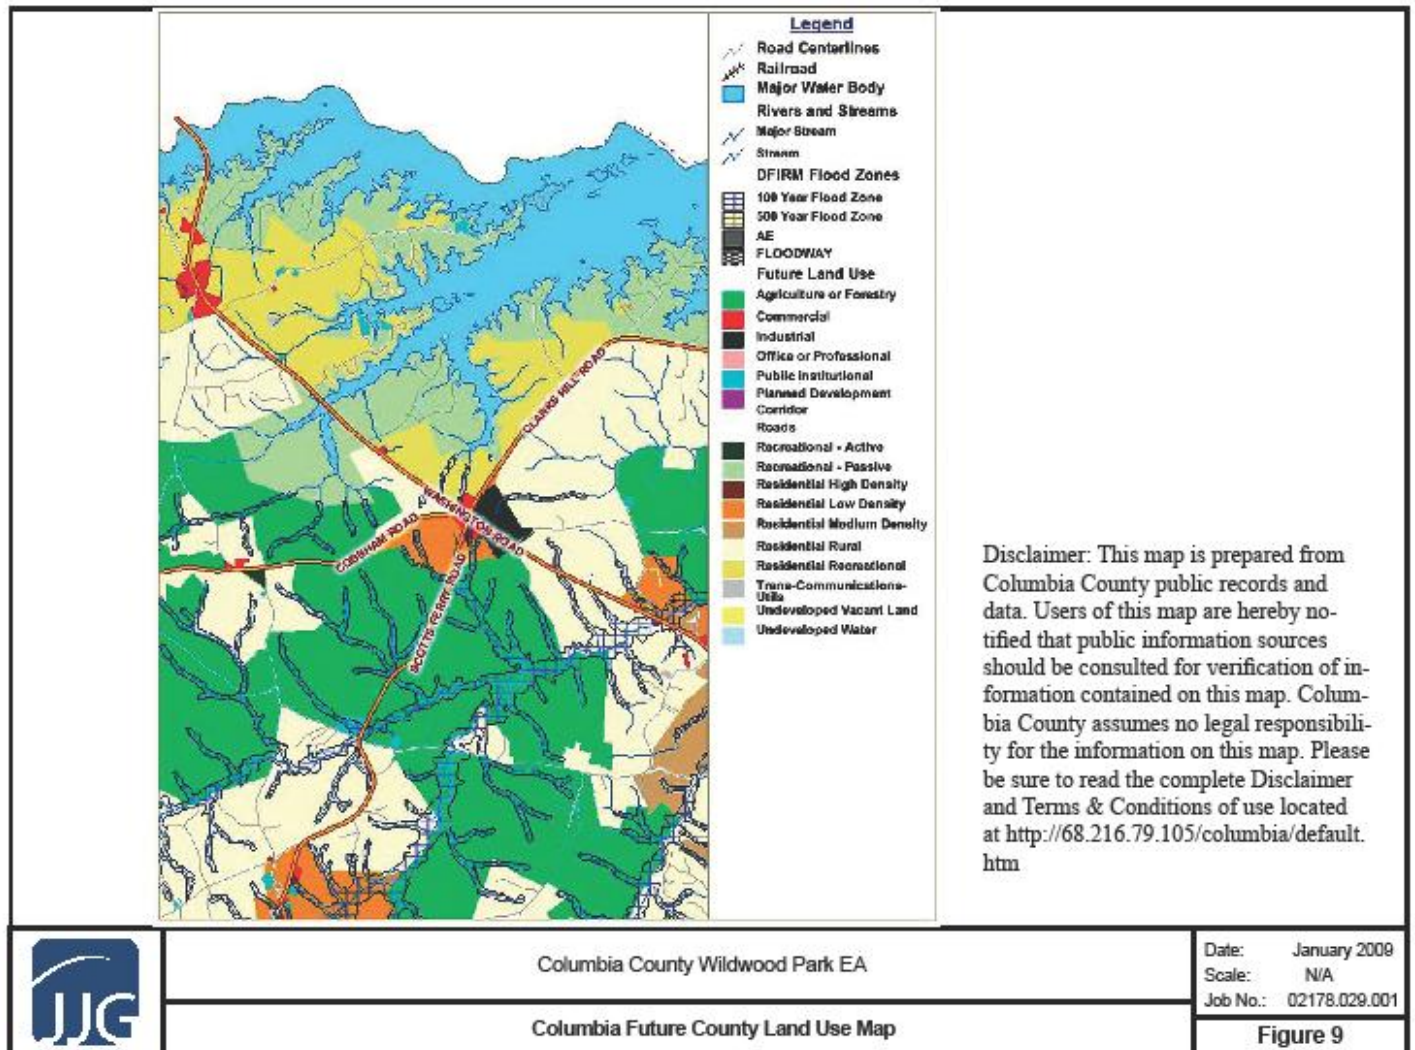 Legend
Road Centerlines
Railroad
Major Water Body
Rivers and Streams
Major Stream
Stream
DFIRM Flood Zones
100 Year Flood Zone
500 Year Flood Zone
AE
FLOODWAY
Future Land Use
Agriculture or Forestry
Commercial
Industrial
Office or Professional
Public Institutional
Planned Development
Corridor
Roads
Recreational - Active
Recreational - Passive
Residential High Density
Residential Low Density
Residential Medium Density
Residential Rural
Residential Recreational
Trans-Communications-
Utils
Undeveloped Vacant Land
Undeveloped Water
CLARKS HILL ROAD
WASHINGTON ROAD
COBBHAM ROAD
SCOTTS FERRY ROAD
Disclaimer: This map is prepared from
Columbia County public records and
data. Users of this map are hereby no-
tified that public information sources
should be consulted for verification of in-
formation contained on this map. Colum-
bia County assumes no legal responsibili-
ty for the information on this map. Please
be sure to read the complete Disclaimer
and Terms & Conditions of use located
at http://68.216.79.105/columbia/default.
htm
JJG
Columbia County Wildwood Park EA
Columbia Future County Land Use Map
Date: January 2009
Scale: N/A
Job No.: 02178.029.001
Figure 9